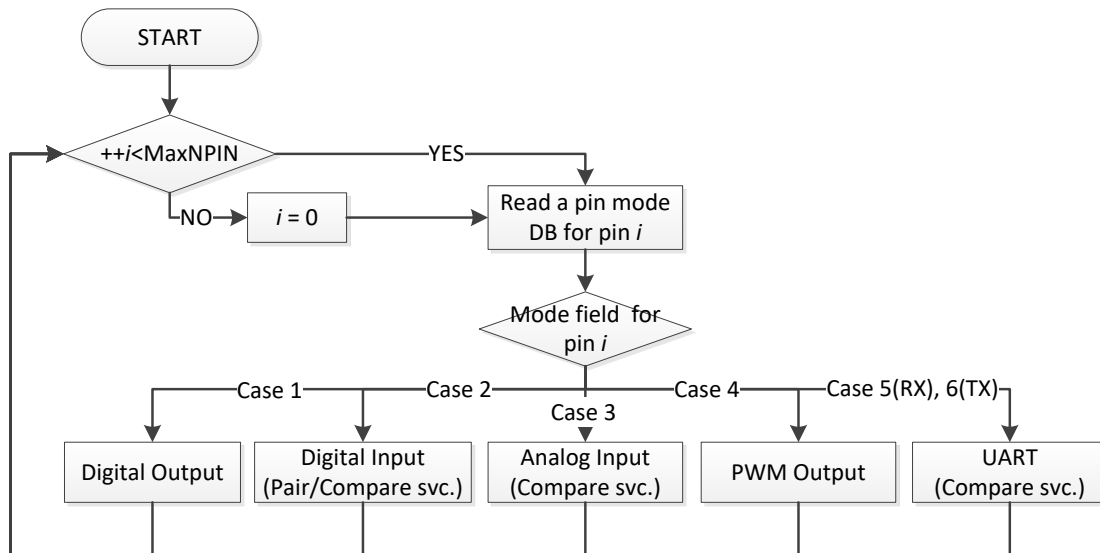 START
++i<MaxNPIN
YES
NO
i = 0
Read a pin mode
DB for pin i
Mode field for
pin i
Case 1
Case 2
Case 3
Case 4
Case 5(RX), 6(TX)
Digital Output
Digital Input
(Pair/Compare svc.)
Analog Input
(Compare svc.)
PWM Output
UART
(Compare svc.)